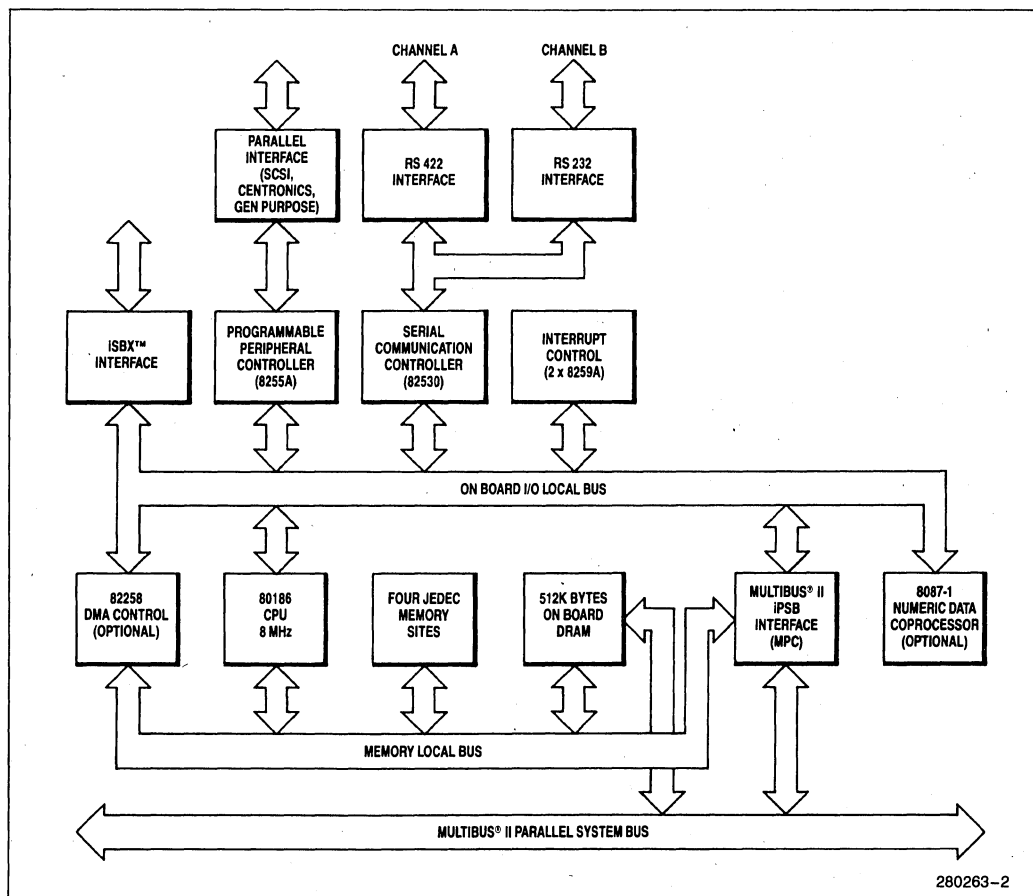 CHANNEL A
CHANNEL B
PARALLEL
INTERFACE
(SCSI,
CENTRONICS,
GEN PURPOSE)
RS 422
INTERFACE
RS 232
INTERFACE
iSBX™
INTERFACE
PROGRAMMABLE
PERIPHERAL
CONTROLLER
(8255A)
SERIAL
COMMUNICATION
CONTROLLER
(82530)
INTERRUPT
CONTROL
(2 x 8259A)
ON BOARD I/O LOCAL BUS
82258
DMA CONTROL
(OPTIONAL)
80186
CPU
8 MHz
FOUR JEDEC
MEMORY
SITES
512K BYTES
ON BOARD
DRAM
MULTIBUS® II
iPSB
INTERFACE
(MPC)
8087-1
NUMERIC DATA
COPROCESSOR
(OPTIONAL)
MEMORY LOCAL BUS
MULTIBUS® II PARALLEL SYSTEM BUS
280263–2